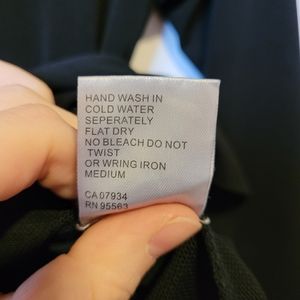 HAND WASH IN
COLD WATER
SEPERATELY
FLAT DRY
NO BLEACH DO NOT
TWIST
OR WRING IRON
MEDIUM
CA 07934
RN 95563